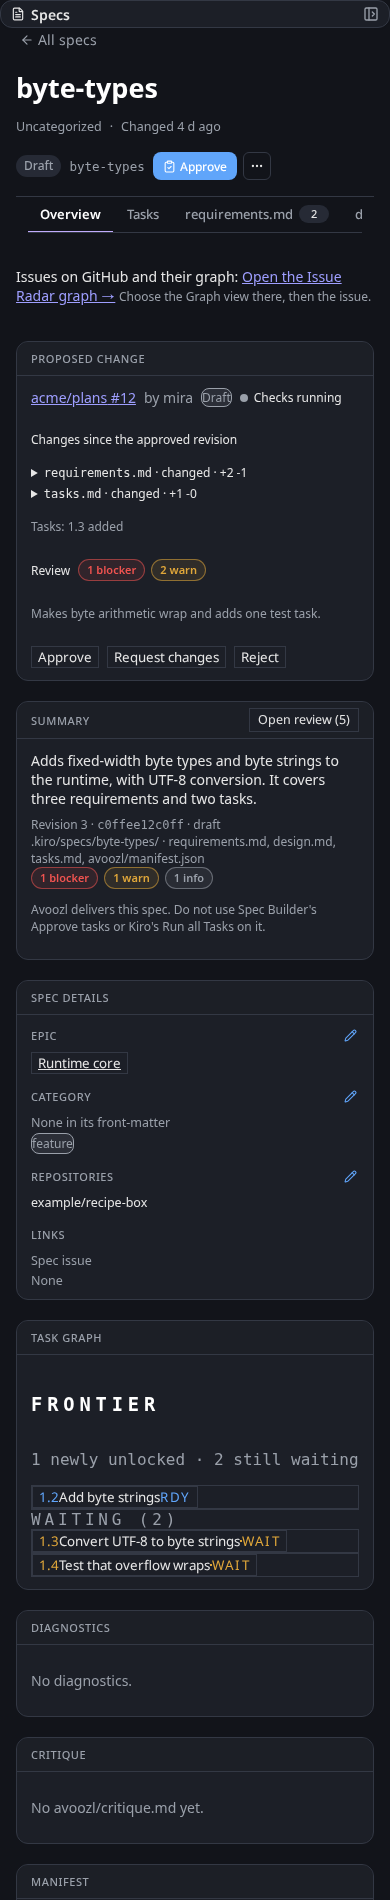 Specs
← All specs
byte-types
Uncategorized · Changed 4 d ago
Draft byte-types Approve ···
Overview Tasks requirements.md 2 d
Issues on GitHub and their graph: Open the Issue
Radar graph → Choose the Graph view there, then the issue.
PROPOSED CHANGE
acme/plans #12 by mira Draft Checks running
Changes since the approved revision
requirements.md · changed · +2 -1
tasks.md · changed · +1 -0
Tasks: 1.3 added
Review 1 blocker 2 warn
Makes byte arithmetic wrap and adds one test task.
Approve Request changes Reject
SUMMARY Open review (5)
Adds fixed-width byte types and byte strings to
the runtime, with UTF-8 conversion. It covers
three requirements and two tasks.
Revision 3 · c0ffee12c0ff · draft
.kiro/specs/byte-types/ · requirements.md, design.md,
tasks.md, avoozl/manifest.json
1 blocker 1 warn 1 info
Avoozl delivers this spec. Do not use Spec Builder's
Approve tasks or Kiro's Run all Tasks on it.
SPEC DETAILS
EPIC
Runtime core
CATEGORY
None in its front-matter
feature
REPOSITORIES
example/recipe-box
LINKS
Spec issue
None
TASK GRAPH
FRONTIER
1 newly unlocked · 2 still waiting
1.2Add byte stringsRDY
WAITING (2)
1.3Convert UTF-8 to byte strings·WAIT
1.4Test that overflow wraps·WAIT
DIAGNOSTICS
No diagnostics.
CRITIQUE
No avoozl/critique.md yet.
MANIFEST